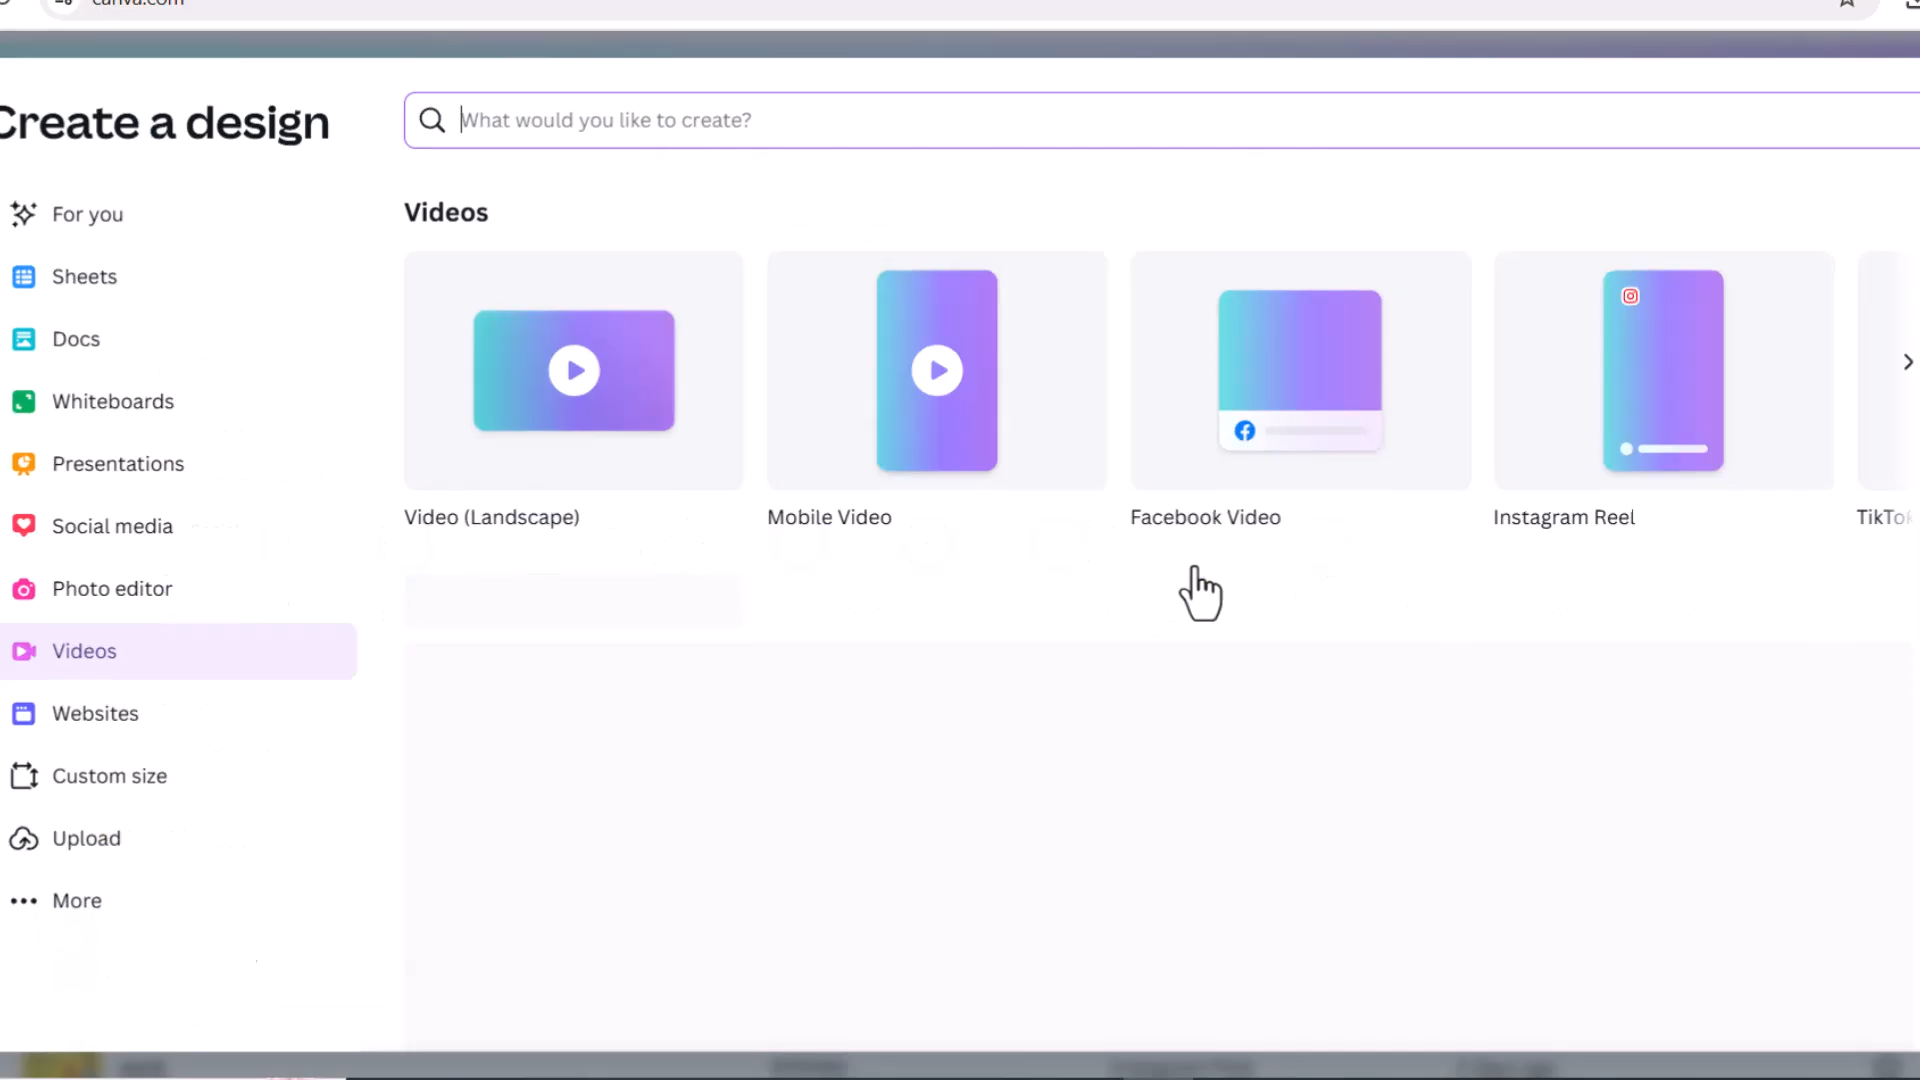 Create a design
What would you like to create?
For you
Sheets
Docs
Whiteboards
Presentations
Social media
Photo editor
Videos
Websites
Custom size
Upload
More
Videos
Video (Landscape)
Mobile Video
Facebook Video
Instagram Reel
TikTok